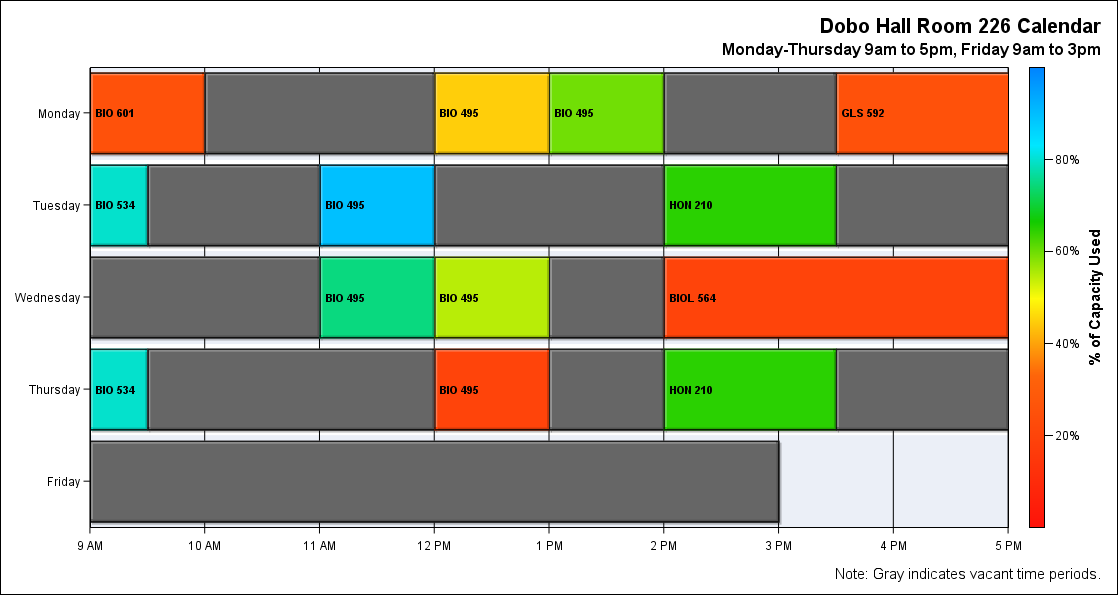 Dobo Hall Room 226 Calendar
Monday-Thursday 9am to 5pm, Friday 9am to 3pm
Monday
BIO 601
BIO 495
BIO 495
GLS 592
Tuesday
BIO 534
BIO 495
HON 210
Wednesday
BIO 495
BIO 495
BIOL 564
Thursday
BIO 534
BIO 495
HON 210
Friday
9 AM
10 AM
11 AM
12 PM
1 PM
2 PM
3 PM
4 PM
5 PM
80%
60%
40%
20%
% of Capacity Used
Note: Gray indicates vacant time periods.